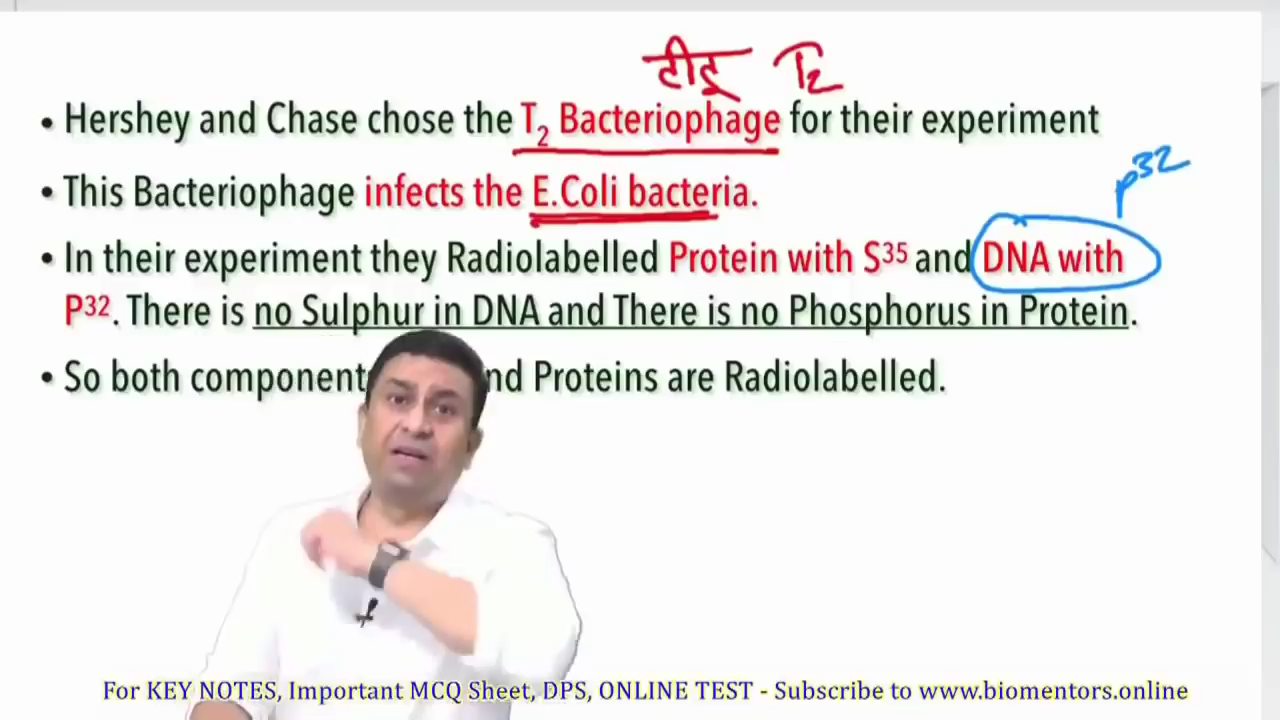 टीटू T2
• Hershey and Chase chose the T2 Bacteriophage for their experiment
P32
• This Bacteriophage infects the E.Coli bacteria.
• In their experiment they Radiolabelled Protein with S35 and DNA with
P32. There is no Sulphur in DNA and There is no Phosphorus in Protein.
• So both component nd Proteins are Radiolabelled.
For KEY NOTES, Important MCQ Sheet, DPS, ONLINE TEST - Subscribe to www.biomentors.online